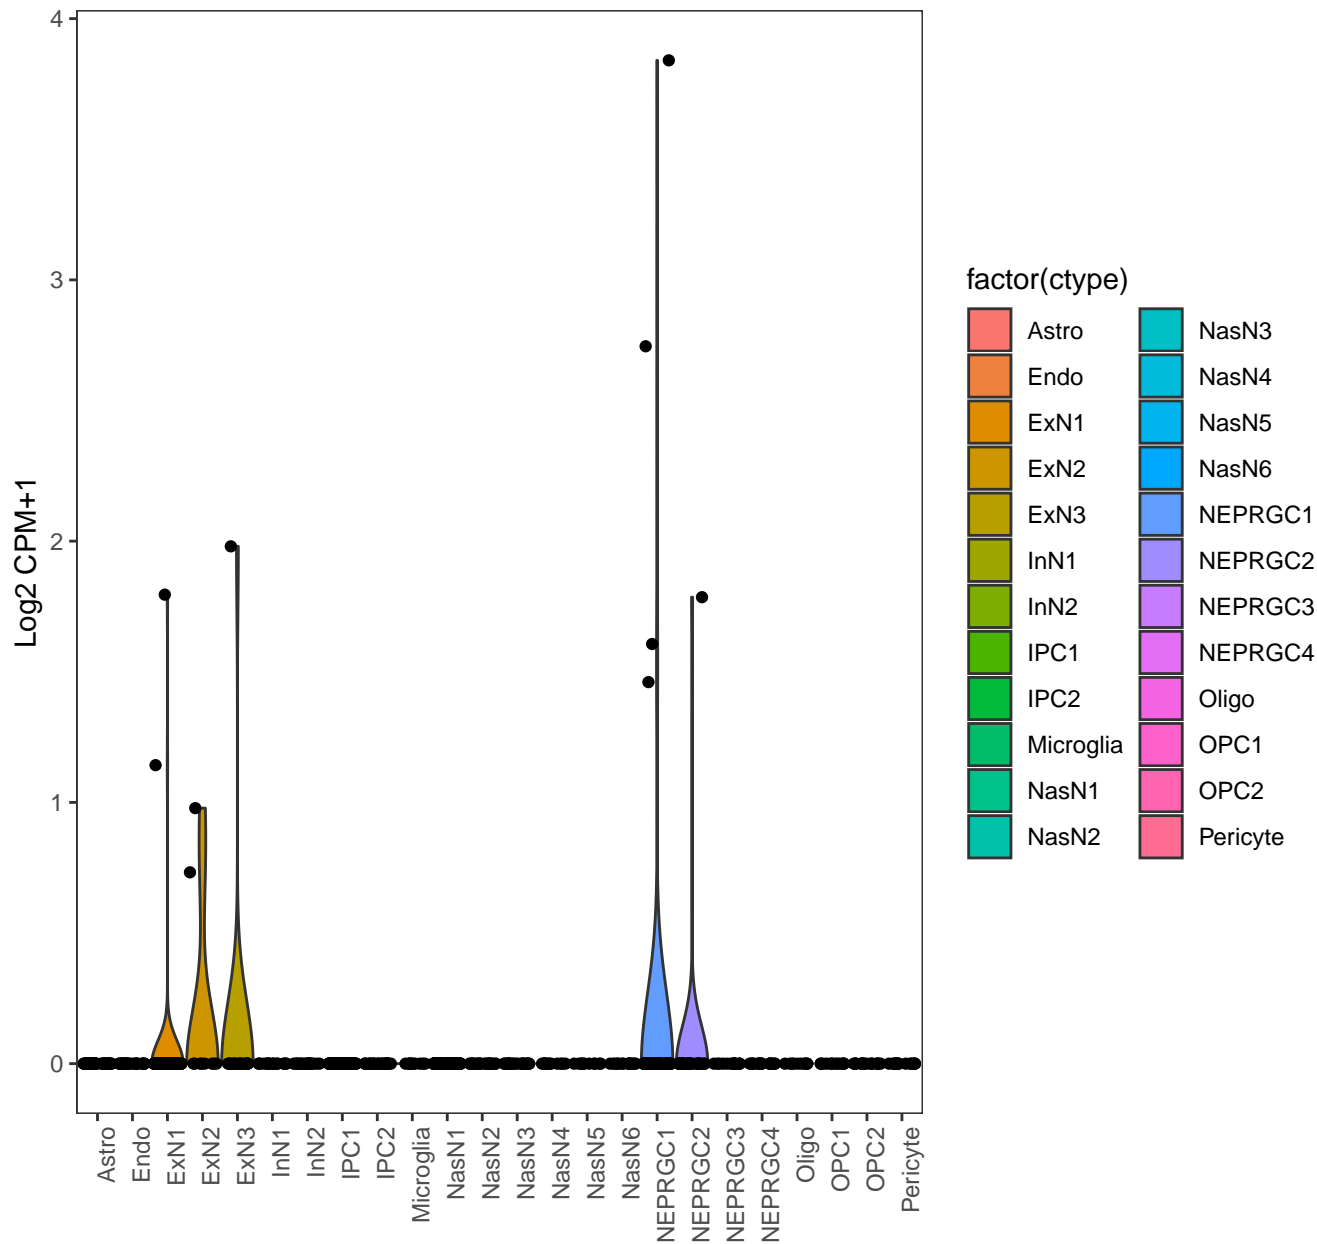 4
3
2
1
0
Log2 CPM+1
Astro
Endo
ExN1
ExN2
ExN3
InN1
InN2
IPC1
IPC2
Microglia
NasN1
NasN2
NasN3
NasN4
NasN5
NasN6
NEPRGC1
NEPRGC2
NEPRGC3
NEPRGC4
Oligo
OPC1
OPC2
Pericyte
factor(ctype)
Astro
Endo
ExN1
ExN2
ExN3
InN1
InN2
IPC1
IPC2
Microglia
NasN1
NasN2
NasN3
NasN4
NasN5
NasN6
NEPRGC1
NEPRGC2
NEPRGC3
NEPRGC4
Oligo
OPC1
OPC2
Pericyte